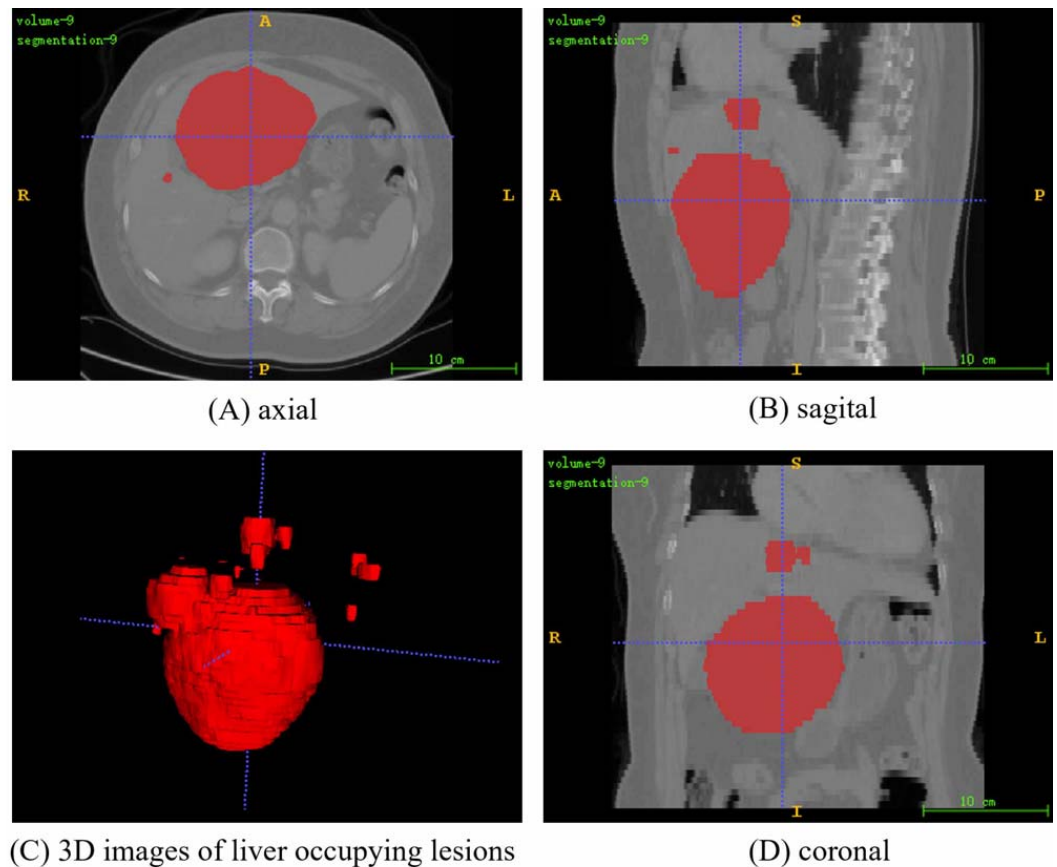 volume-9
segmentation-9
A
R
L
P
10 cm
(A) axial
volume-9
segmentation-9
S
A
P
I
10 cm
(B) sagital
(C) 3D images of liver occupying lesions
volume-9
segmentation-9
S
R
L
I
10 cm
(D) coronal